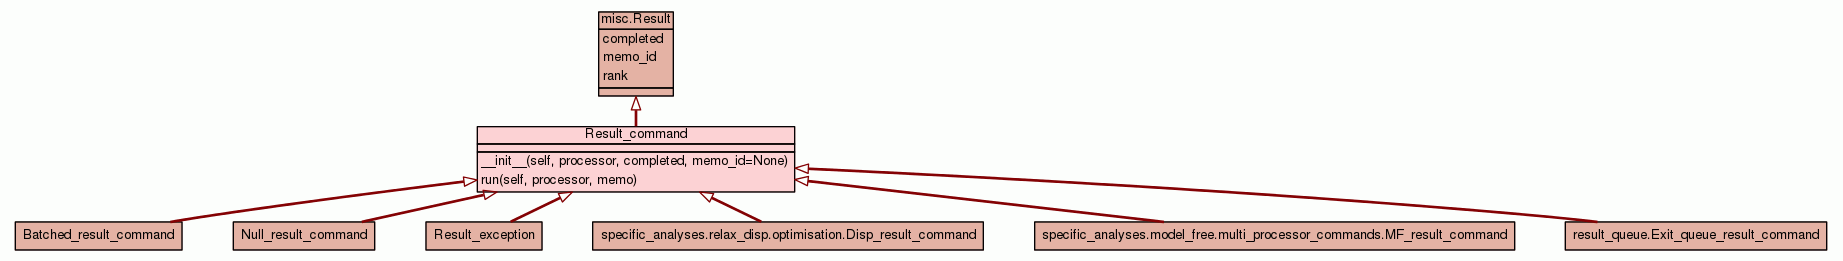 misc.Result
completed
memo_id
rank
Result_command
__init__(self, processor, completed, memo_id=None)
run(self, processor, memo)
Batched_result_command
Null_result_command
Result_exception
specific_analyses.relax_disp.optimisation.Disp_result_command
specific_analyses.model_free.multi_processor_commands.MF_result_command
result_queue.Exit_queue_result_command